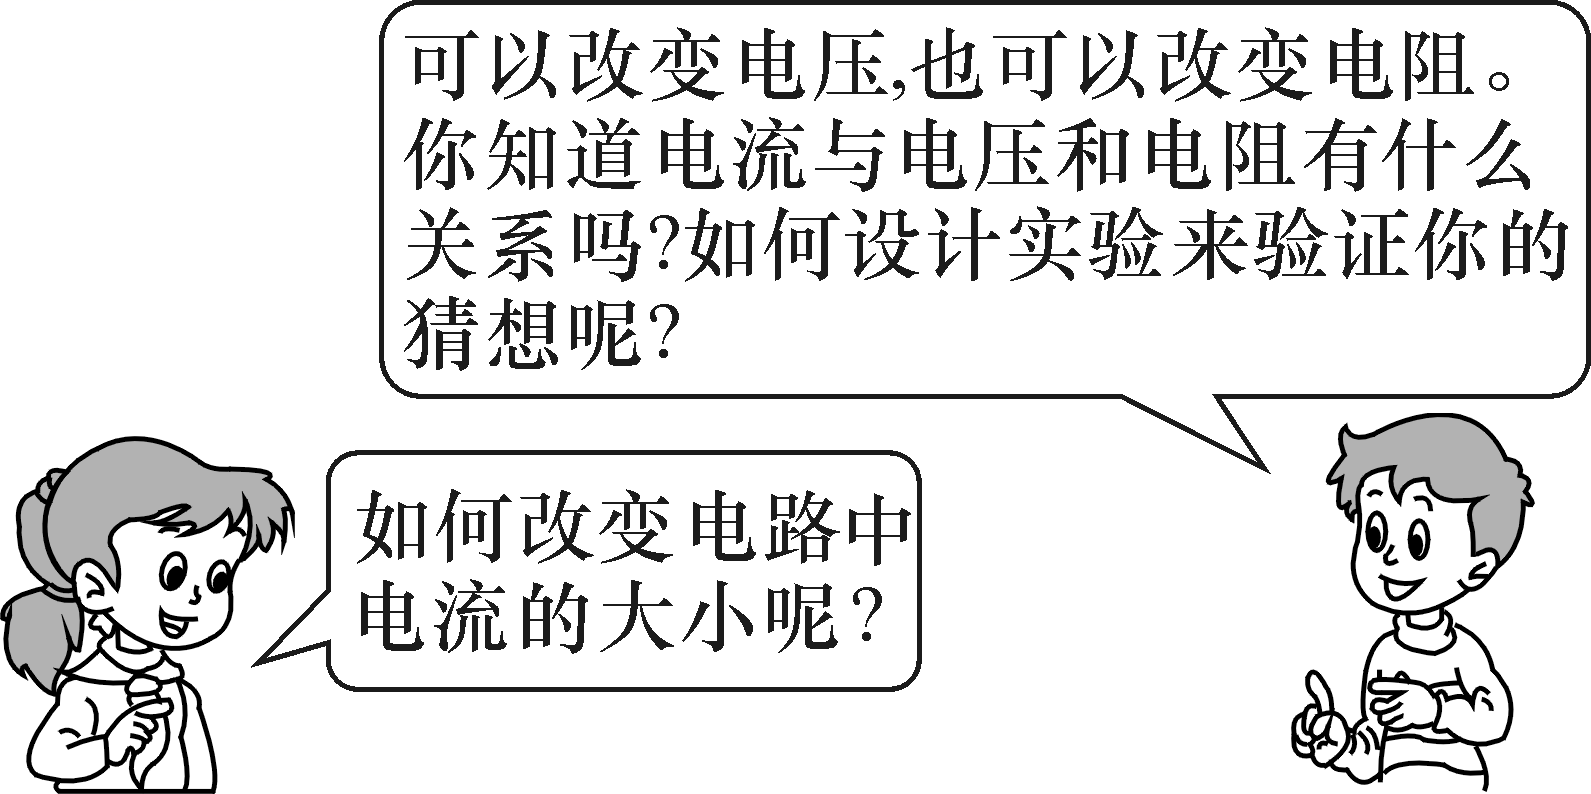 可以改变电压,也可以改变电阻。
你知道电流与电压和电阻有什么
关系吗?如何设计实验来验证你的
猜想呢?
如何改变电路中
电流的大小呢?